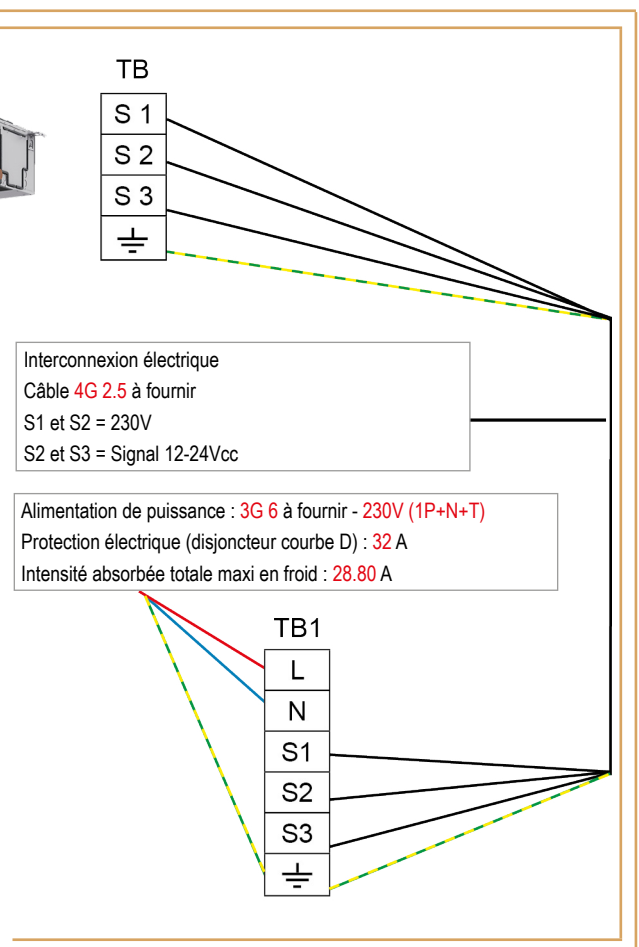 TB
S 1
S 2
S 3
Interconnexion électrique
Câble 4G 2.5 à fournir
S1 et S2 = 230V
S2 et S3 = Signal 12-24Vcc
Alimentation de puissance : 3G 6 à fournir - 230V (1P+N+T)
Protection électrique (disjoncteur courbe D) : 32 A
Intensité absorbée totale maxi en froid : 28.80 A
TB1
L
N
S1
S2
S3